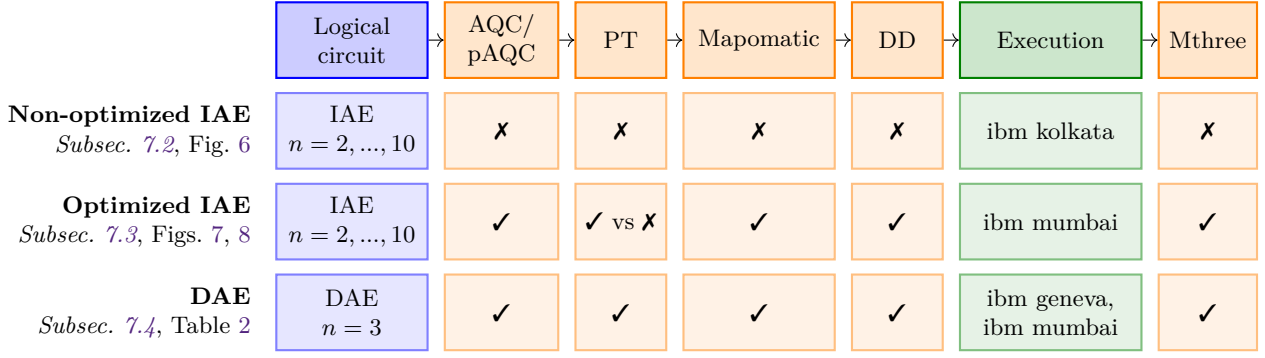 Logical circuit
AQC/ pAQC
PT
Mapomatic
DD
Execution
Mthree
Non-optimized IAE
Subsec. 7.2, Fig. 6
IAE
n = 2, ..., 10
✗
✗
✗
✗
ibm kolkata
✗
Optimized IAE
Subsec. 7.3, Figs. 7, 8
IAE
n = 2, ..., 10
✓
✓ vs ✗
✓
✓
ibm mumbai
✓
DAE
Subsec. 7.4, Table 2
DAE
n = 3
✓
✓
✓
✓
ibm geneva,
ibm mumbai
✓